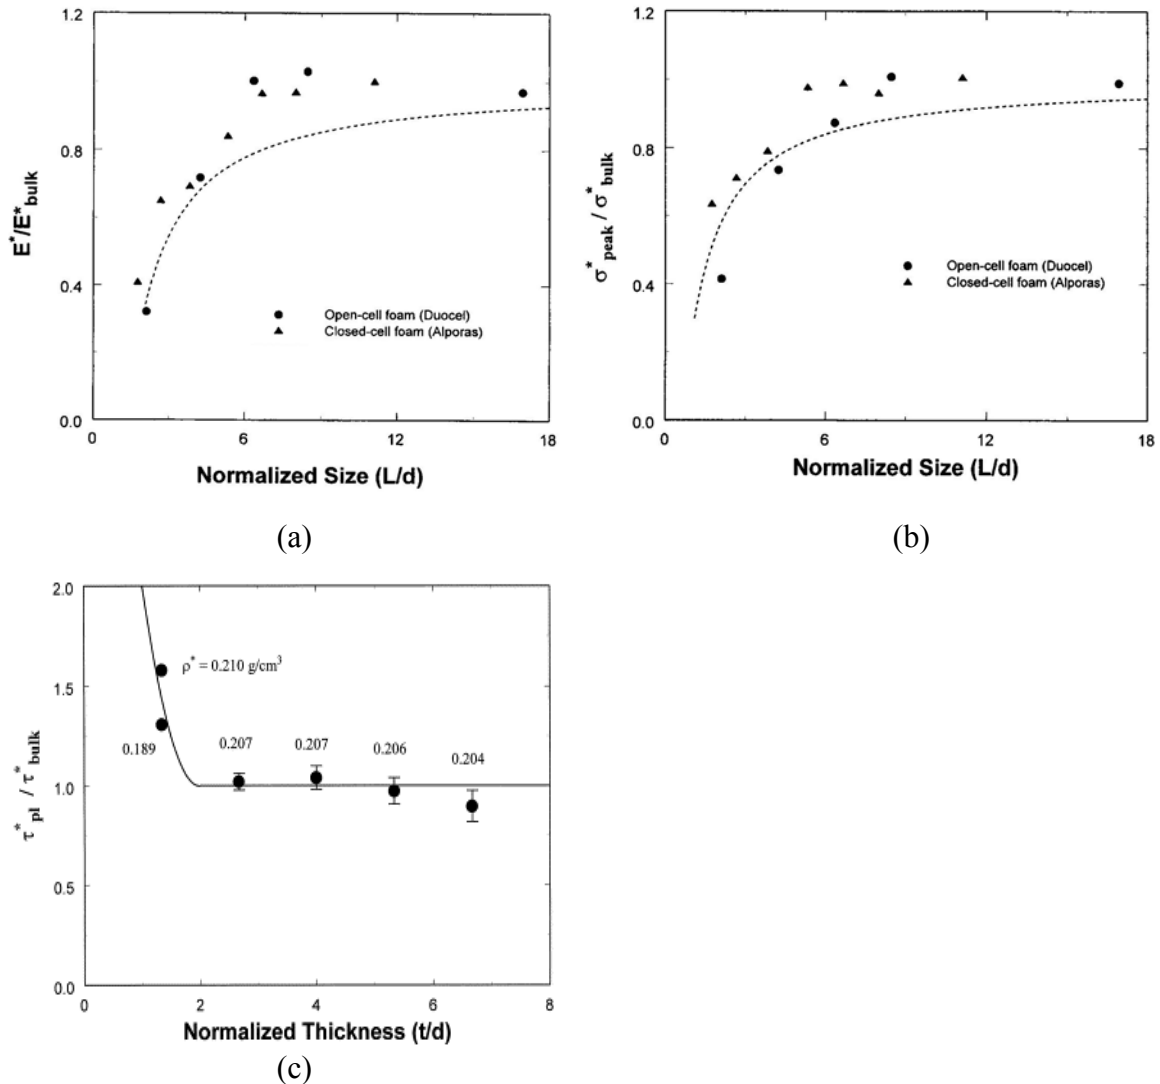 1.2
0.8
0.4
0.0
E*/E*bulk
Open-cell foam (Duocel)
Closed-cell foam (Alporas)
0 6 12 18
Normalized Size (L/d)
(a)
1.2
0.8
0.4
0.0
σ*peak / σ*bulk
Open-cell foam (Duocel)
Closed-cell foam (Alporas)
0 6 12 18
Normalized Size (L/d)
(b)
2.0
1.5
1.0
0.5
0.0
τ*pl / τ*bulk
ρ* = 0.210 g/cm3
0.189
0.207
0.207
0.206
0.204
0 2 4 6 8
Normalized Thickness (t/d)
(c)